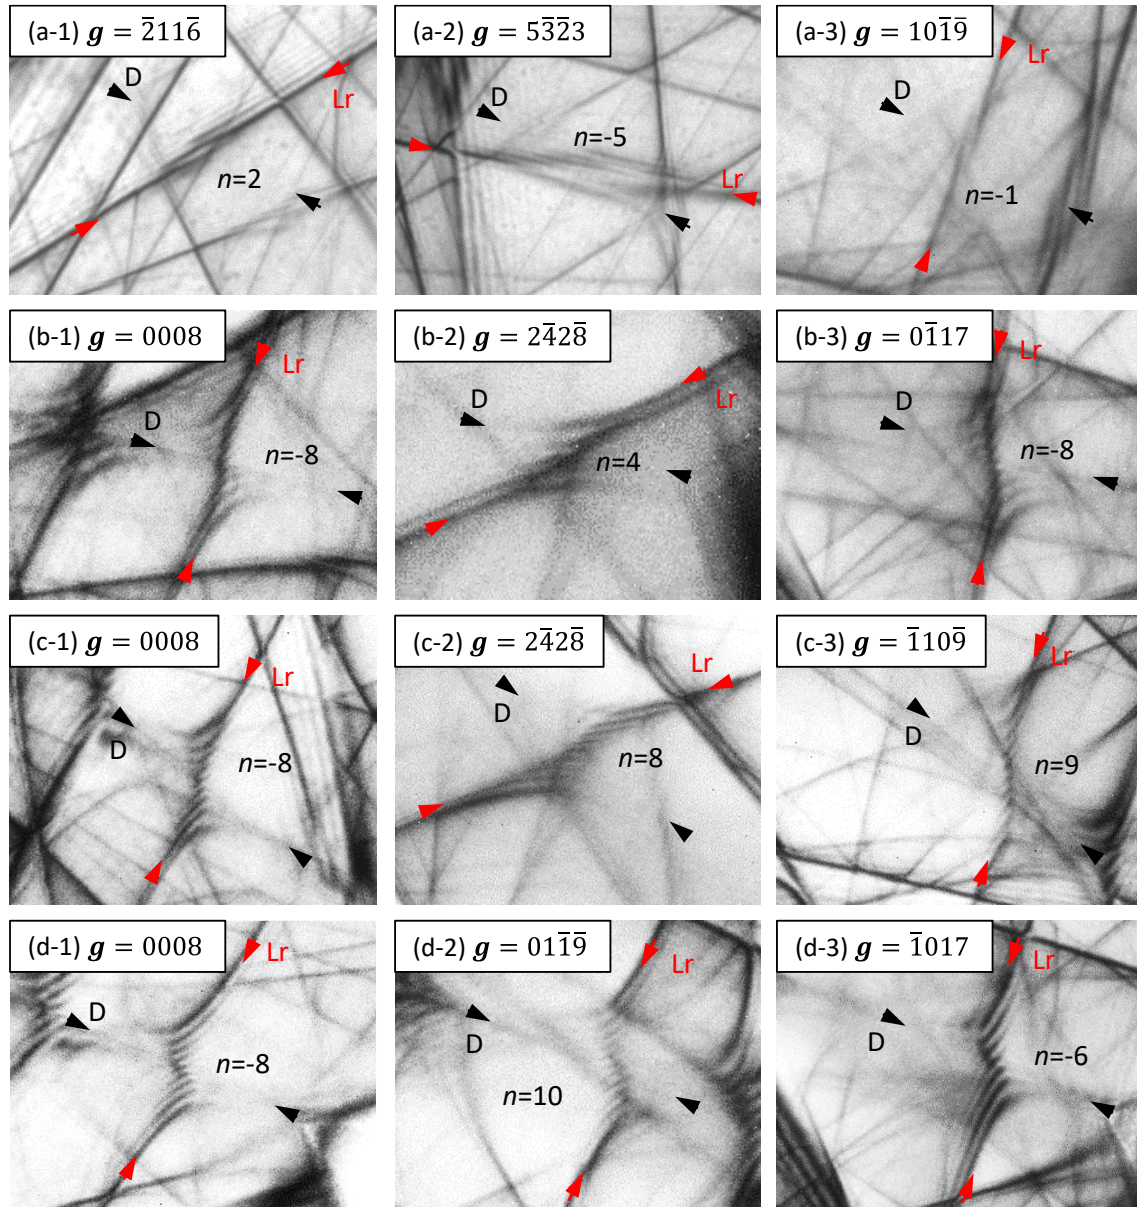 (a-1) g = 2̅116̅
D
Lr
n=2
(a-2) g = 53̅2̅3
D
n=-5
Lr
(a-3) g = 101̅9̅
Lr
D
n=-1
(b-1) g = 0008
Lr
D
n=-8
(b-2) g = 24̅28̅
D
Lr
n=4
(b-3) g = 01̅17
Lr
D
n=-8
(c-1) g = 0008
Lr
D
n=-8
(c-2) g = 24̅28̅
Lr
D
n=8
(c-3) g = 1̅109̅
Lr
D
n=9
(d-1) g = 0008
Lr
D
n=-8
(d-2) g = 011̅9̅
Lr
D
n=10
(d-3) g = 1̅017
Lr
D
n=-6